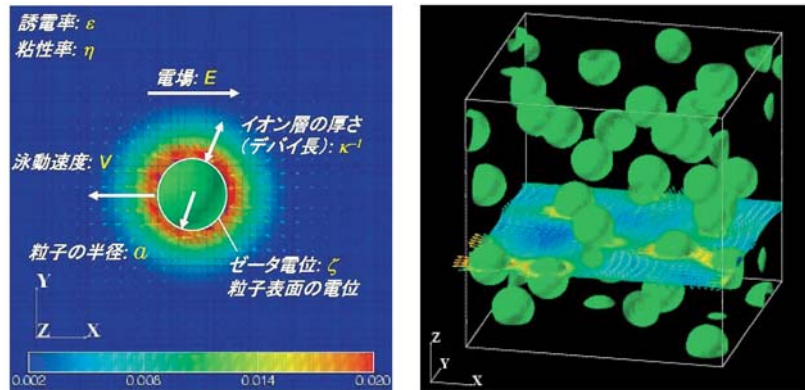 誘電率: ε
粘性率: η
電場: E
イオン層の厚さ
(デバイ長): κ⁻¹
泳動速度: V
粒子の半径: a
ゼータ電位: ζ
粒子表面の電位
Y
Z X
0.002 0.008 0.014 0.020
Z
Y
X